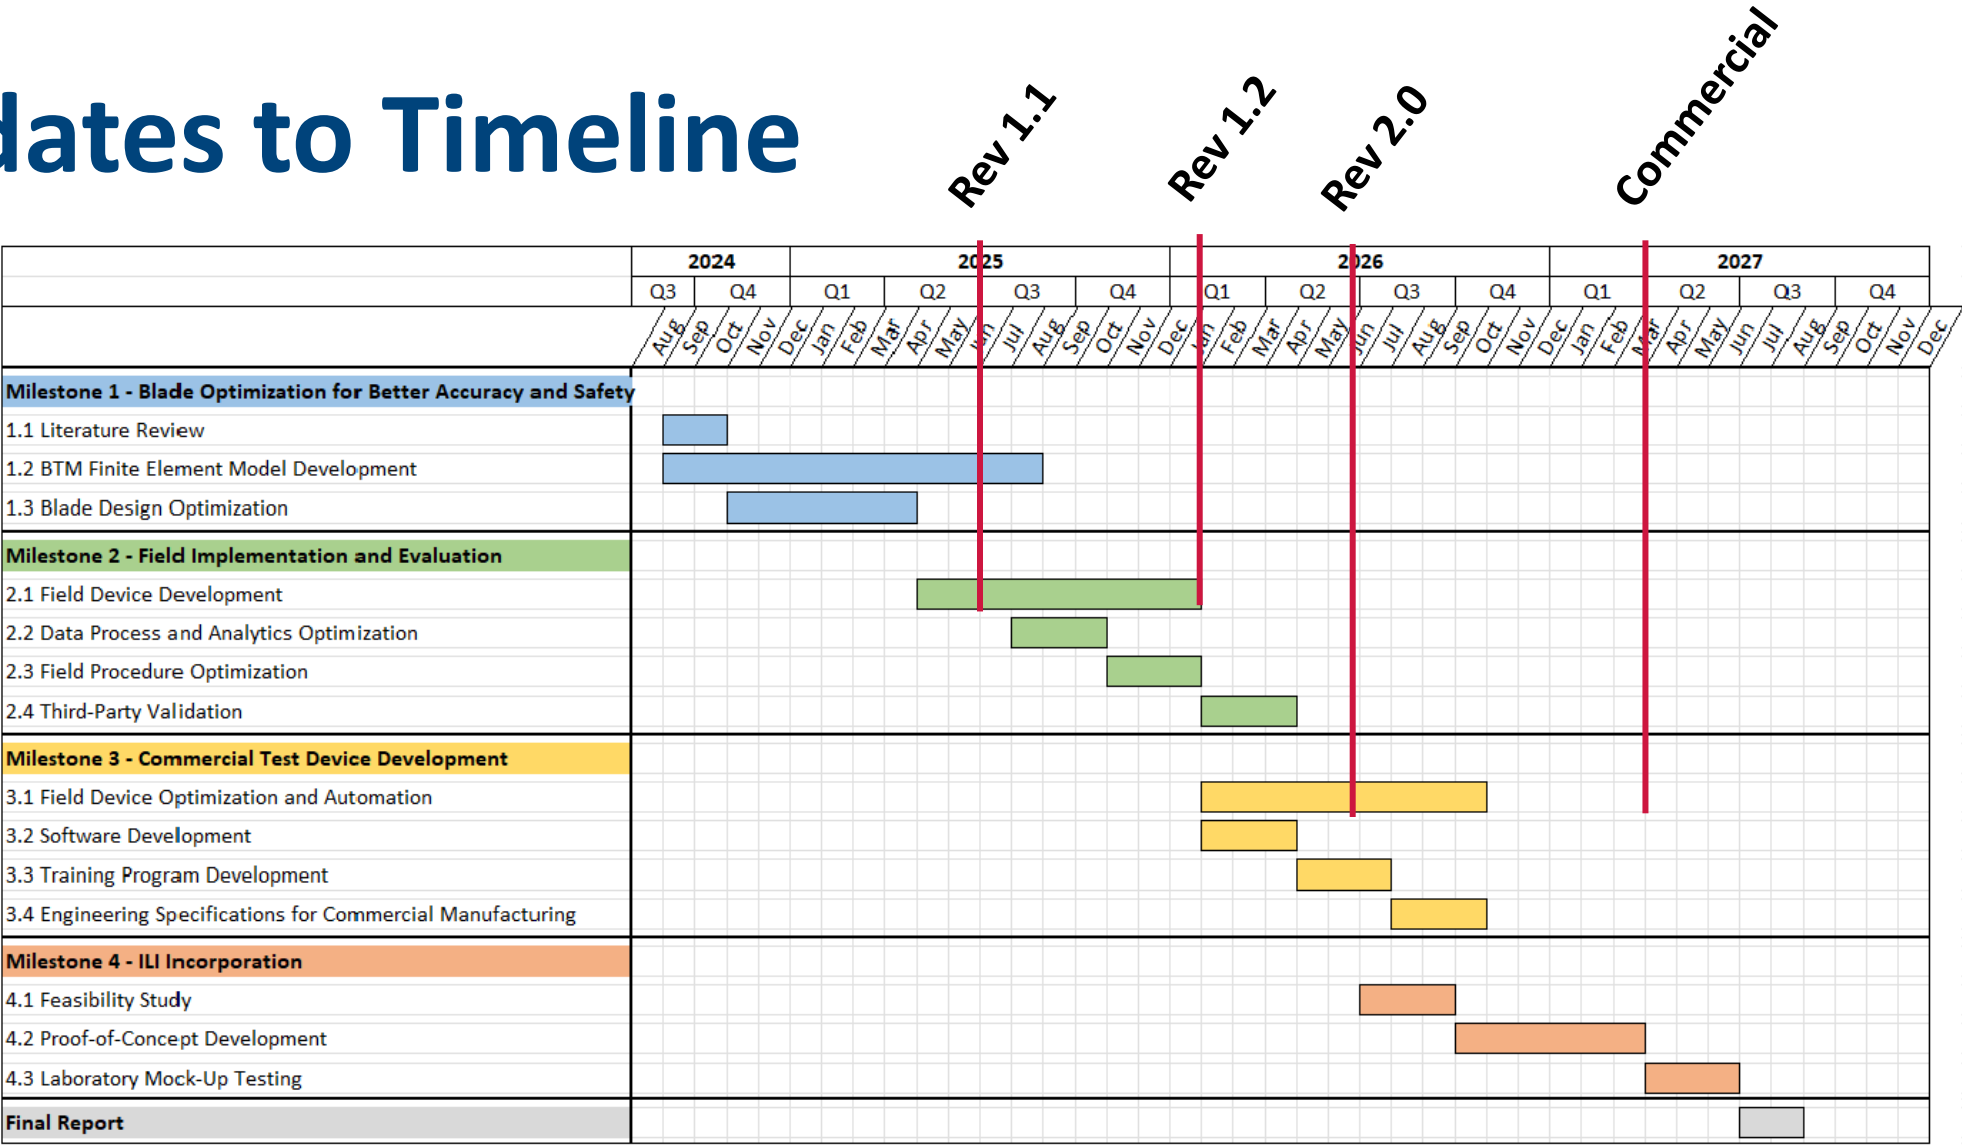 dates to Timeline
Rev 1.1
Rev 1.2
Rev 2.0
Commercial
2024 2025 2026 2027
Q3 Q4 Q1 Q2 Q3 Q4 Q1 Q2 Q3 Q4 Q1 Q2 Q3 Q4
Aug Sep Oct Nov Dec Jan Feb Mar Apr May Jun Jul Aug Sep Oct Nov Dec Jan Feb Mar Apr May Jun Jul Aug Sep Oct Nov Dec Jan Feb Mar Apr May Jun Jul Aug Sep Oct Nov Dec
Milestone 1 - Blade Optimization for Better Accuracy and Safety
1.1 Literature Review
1.2 BTM Finite Element Model Development
1.3 Blade Design Optimization
Milestone 2 - Field Implementation and Evaluation
2.1 Field Device Development
2.2 Data Process and Analytics Optimization
2.3 Field Procedure Optimization
2.4 Third-Party Validation
Milestone 3 - Commercial Test Device Development
3.1 Field Device Optimization and Automation
3.2 Software Development
3.3 Training Program Development
3.4 Engineering Specifications for Commercial Manufacturing
Milestone 4 - ILI Incorporation
4.1 Feasibility Study
4.2 Proof-of-Concept Development
4.3 Laboratory Mock-Up Testing
Final Report